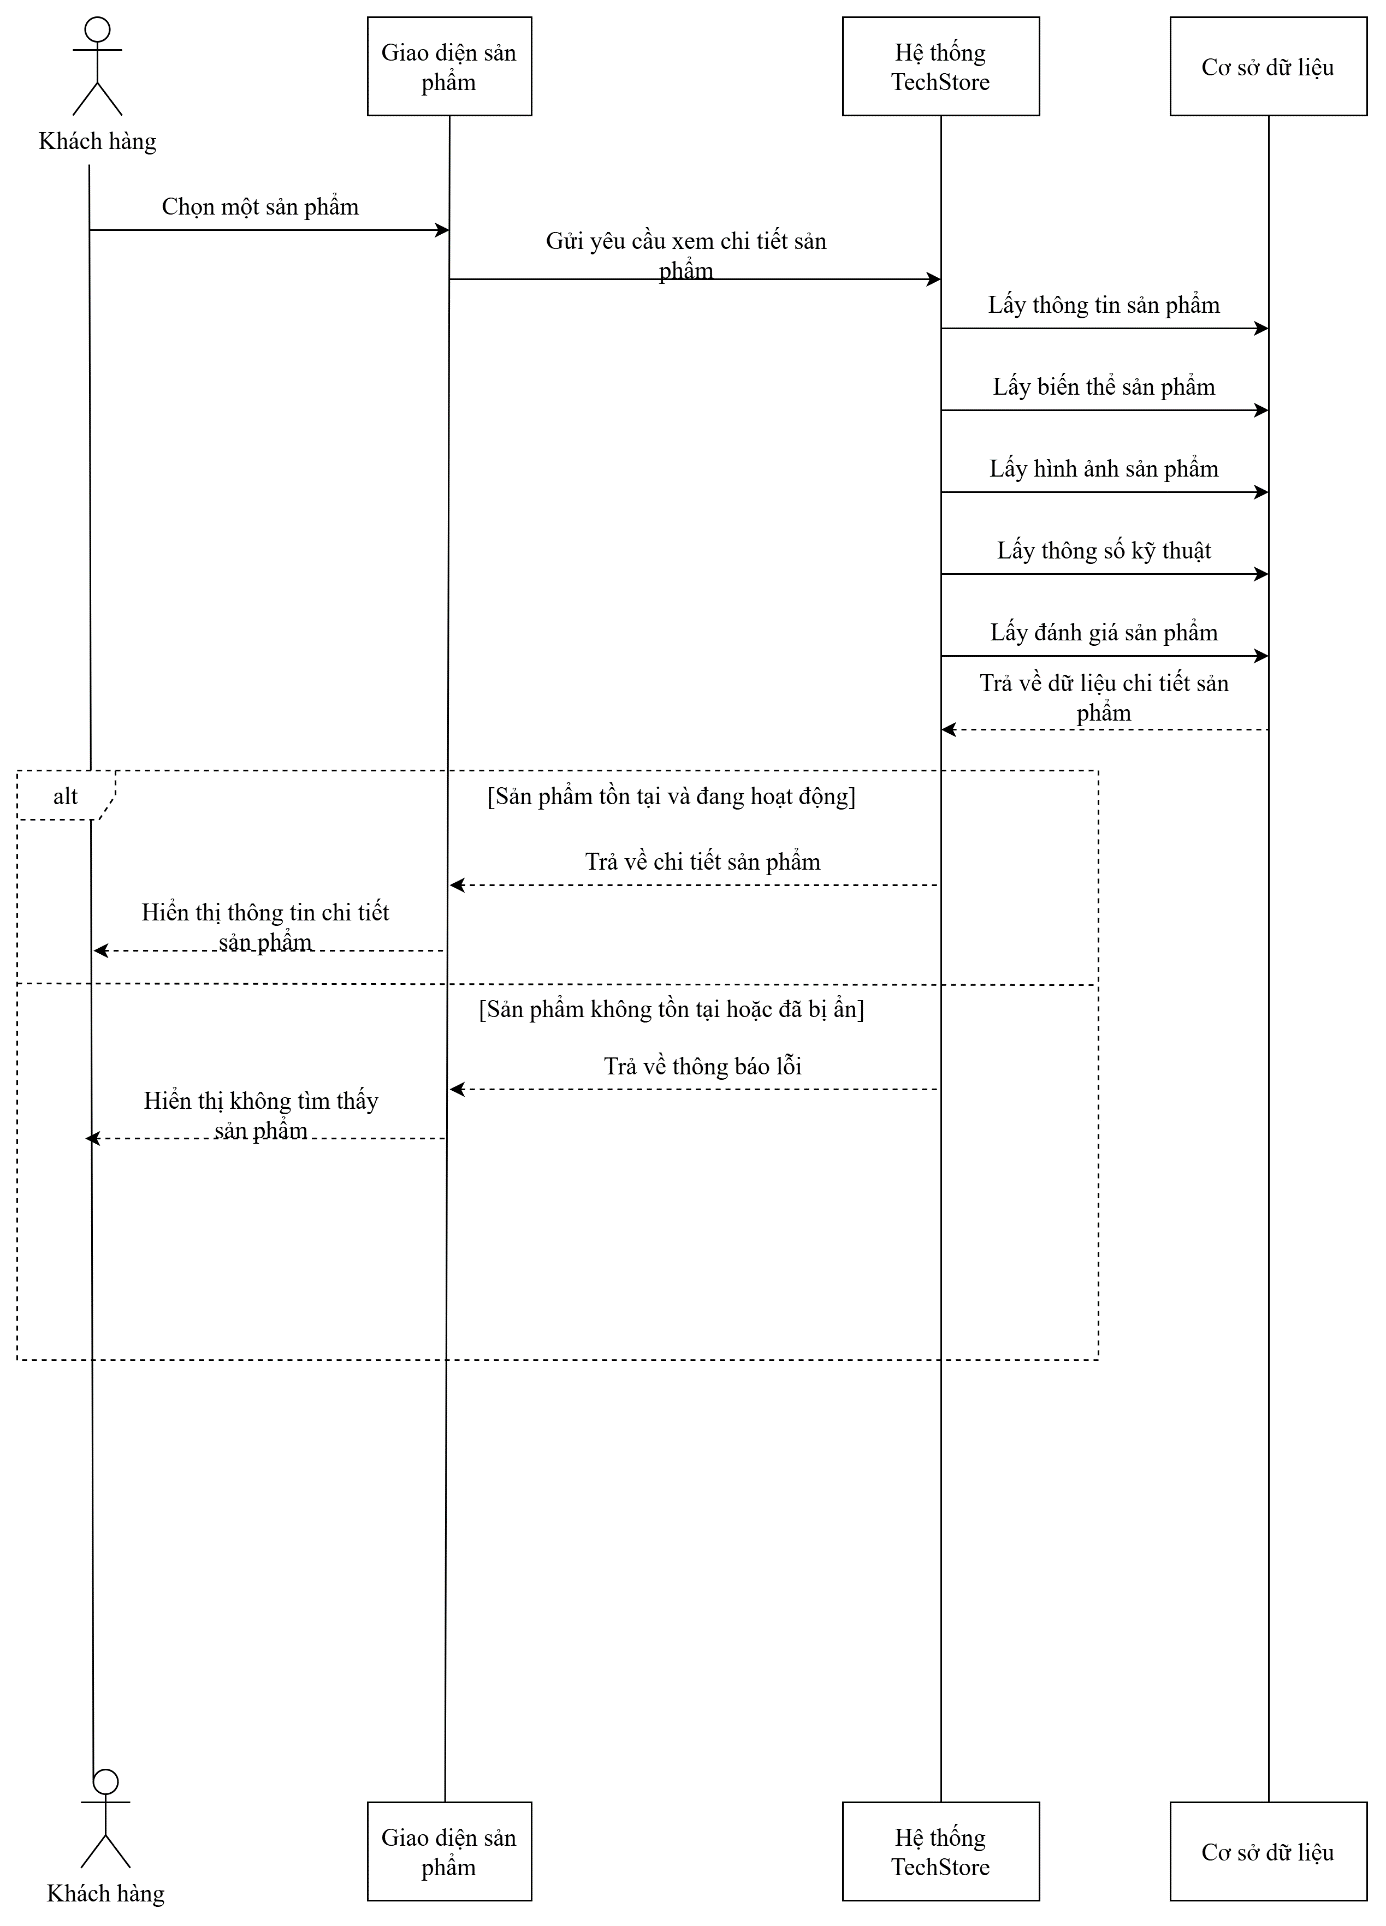 Giao diện sản
phẩm
Hệ thống
TechStore
Cơ sở dữ liệu
Khách hàng
Chọn một sản phẩm
Gửi yêu cầu xem chi tiết sản
phẩm
Lấy thông tin sản phẩm
Lấy biến thể sản phẩm
Lấy hình ảnh sản phẩm
Lấy thông số kỹ thuật
Lấy đánh giá sản phẩm
Trả về dữ liệu chi tiết sản
phẩm
alt
[Sản phẩm tồn tại và đang hoạt động]
Trả về chi tiết sản phẩm
Hiển thị thông tin chi tiết
sản phẩm
[Sản phẩm không tồn tại hoặc đã bị ẩn]
Trả về thông báo lỗi
Hiển thị không tìm thấy
sản phẩm
Giao diện sản
phẩm
Hệ thống
TechStore
Cơ sở dữ liệu
Khách hàng